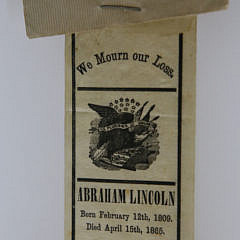 We Mourn our Loss.
ABRAHAM LINCOLN
Born February 12th, 1809.
Died April 15th, 1865.